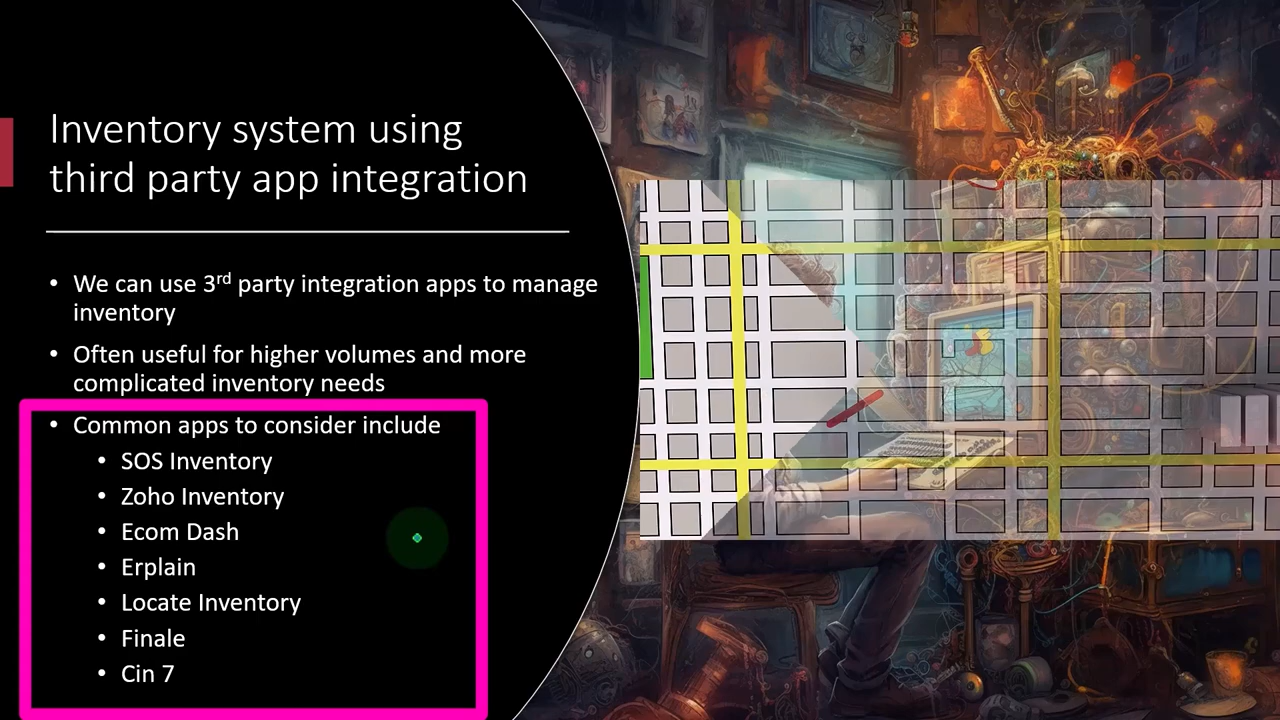 Inventory system using
third party app integration
• We can use 3rd party integration apps to manage
inventory
• Often useful for higher volumes and more
complicated inventory needs
• Common apps to consider include
• SOS Inventory
• Zoho Inventory
• Ecom Dash
• Erplain
• Locate Inventory
• Finale
• Cin 7